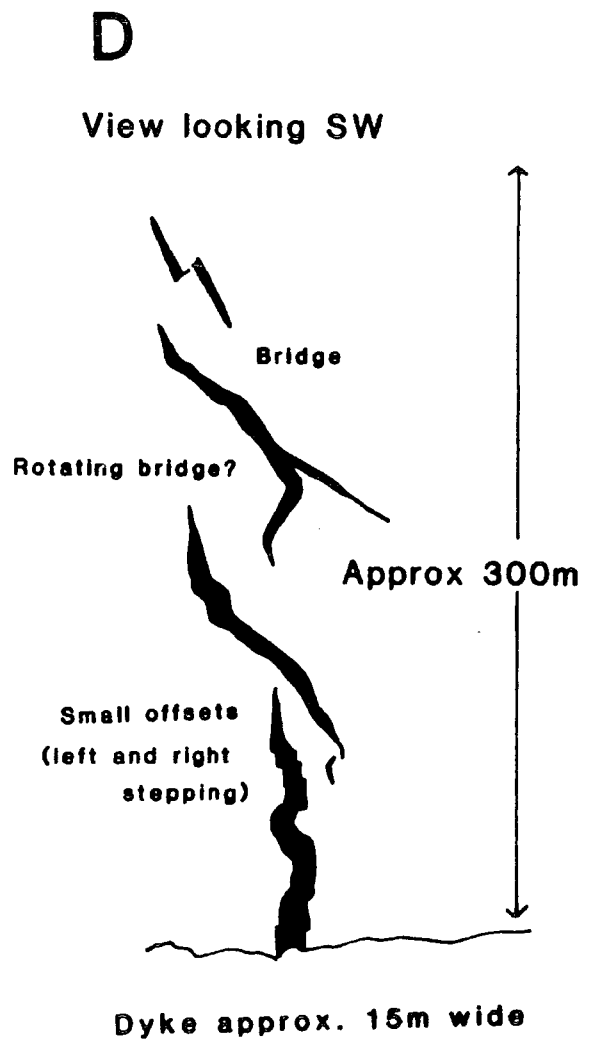 D
View looking SW
Bridge
Rotating bridge?
Approx 300m
Small offsets
(left and right
stepping)
Dyke approx. 15m wide